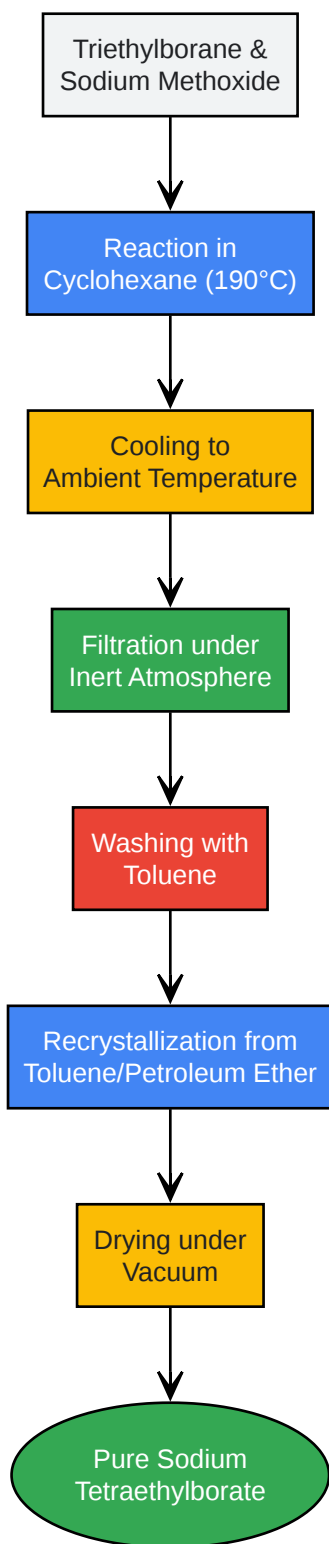 Triethylborane &
Sodium Methoxide
Reaction in
Cyclohexane (190°C)
Cooling to
Ambient Temperature
Filtration under
Inert Atmosphere
Washing with
Toluene
Recrystallization from
Toluene/Petroleum Ether
Drying under
Vacuum
Pure Sodium
Tetraethylborate